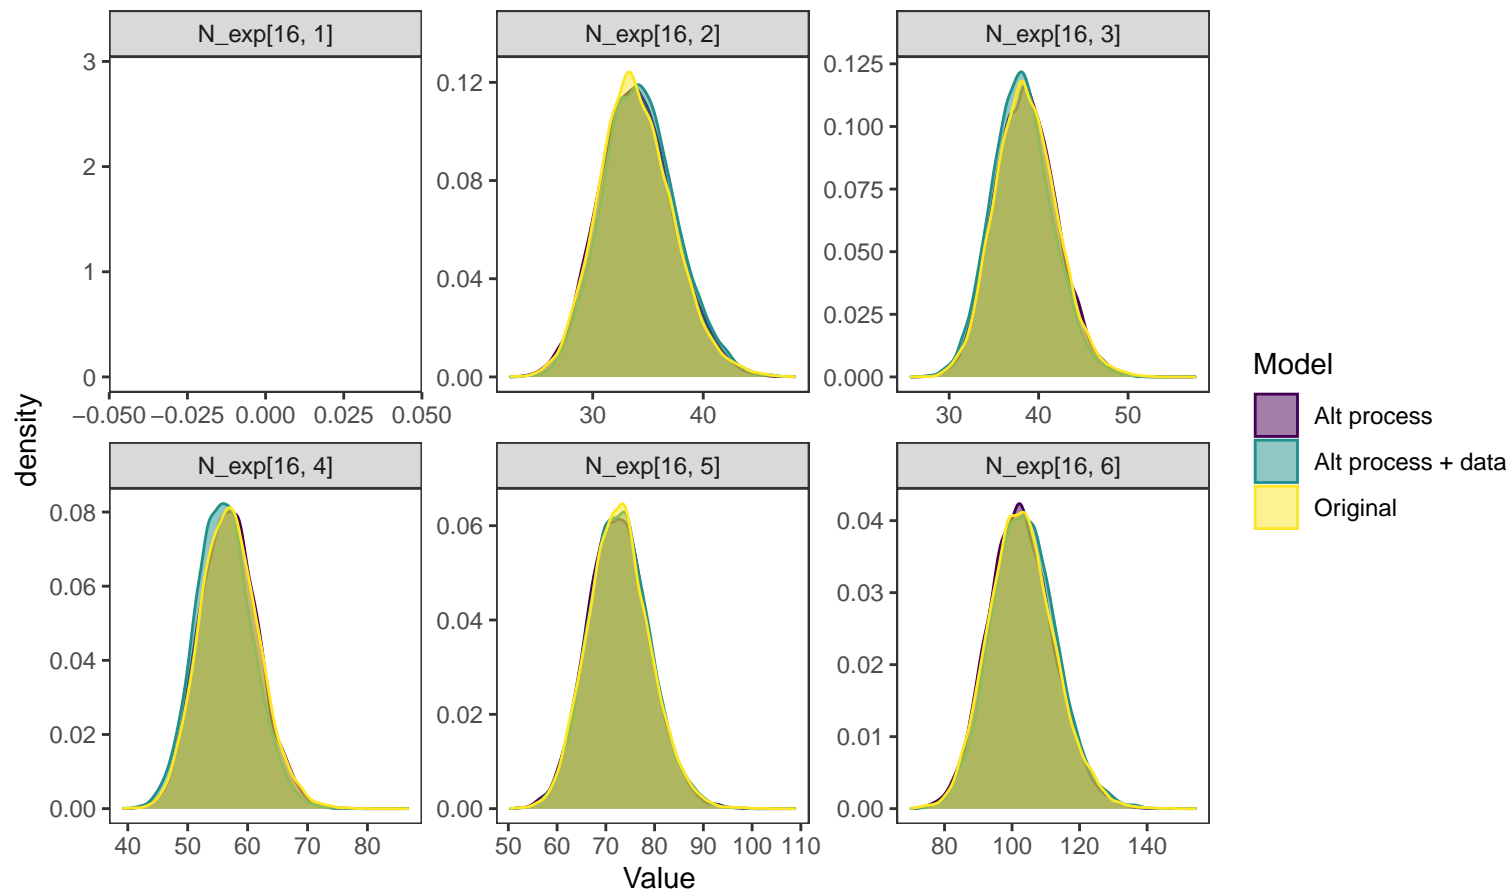 N_exp[16, 1]
N_exp[16, 2]
N_exp[16, 3]
3
2
1
0
−0.050 −0.025 0.000 0.025 0.050
0.12
0.08
0.04
0.00
30 40
0.125
0.100
0.075
0.050
0.025
0.000
30 40 50
N_exp[16, 4]
N_exp[16, 5]
N_exp[16, 6]
0.08
0.06
0.04
0.02
0.00
40 50 60 70 80
0.06
0.04
0.02
0.00
50 60 70 80 90 100 110
0.04
0.03
0.02
0.01
0.00
80 100 120 140
density
Value
Model
Alt process
Alt process + data
Original